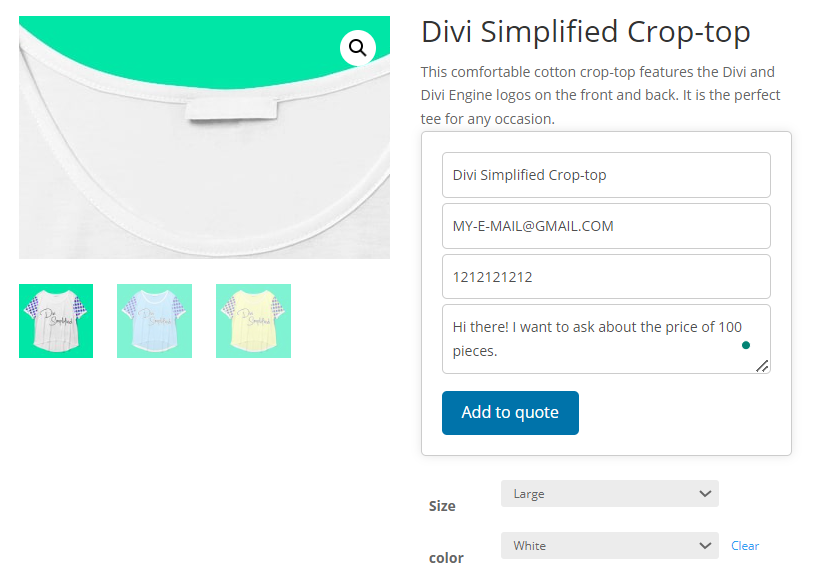 Divi Simplified Crop-top
This comfortable cotton crop-top features the Divi and
Divi Engine logos on the front and back. It is the perfect
tee for any occasion.
Divi Simplified Crop-top
MY-E-MAIL@GMAIL.COM
1212121212
Hi there! I want to ask about the price of 100
pieces.
Add to quote
Size
Large
color
White
Clear